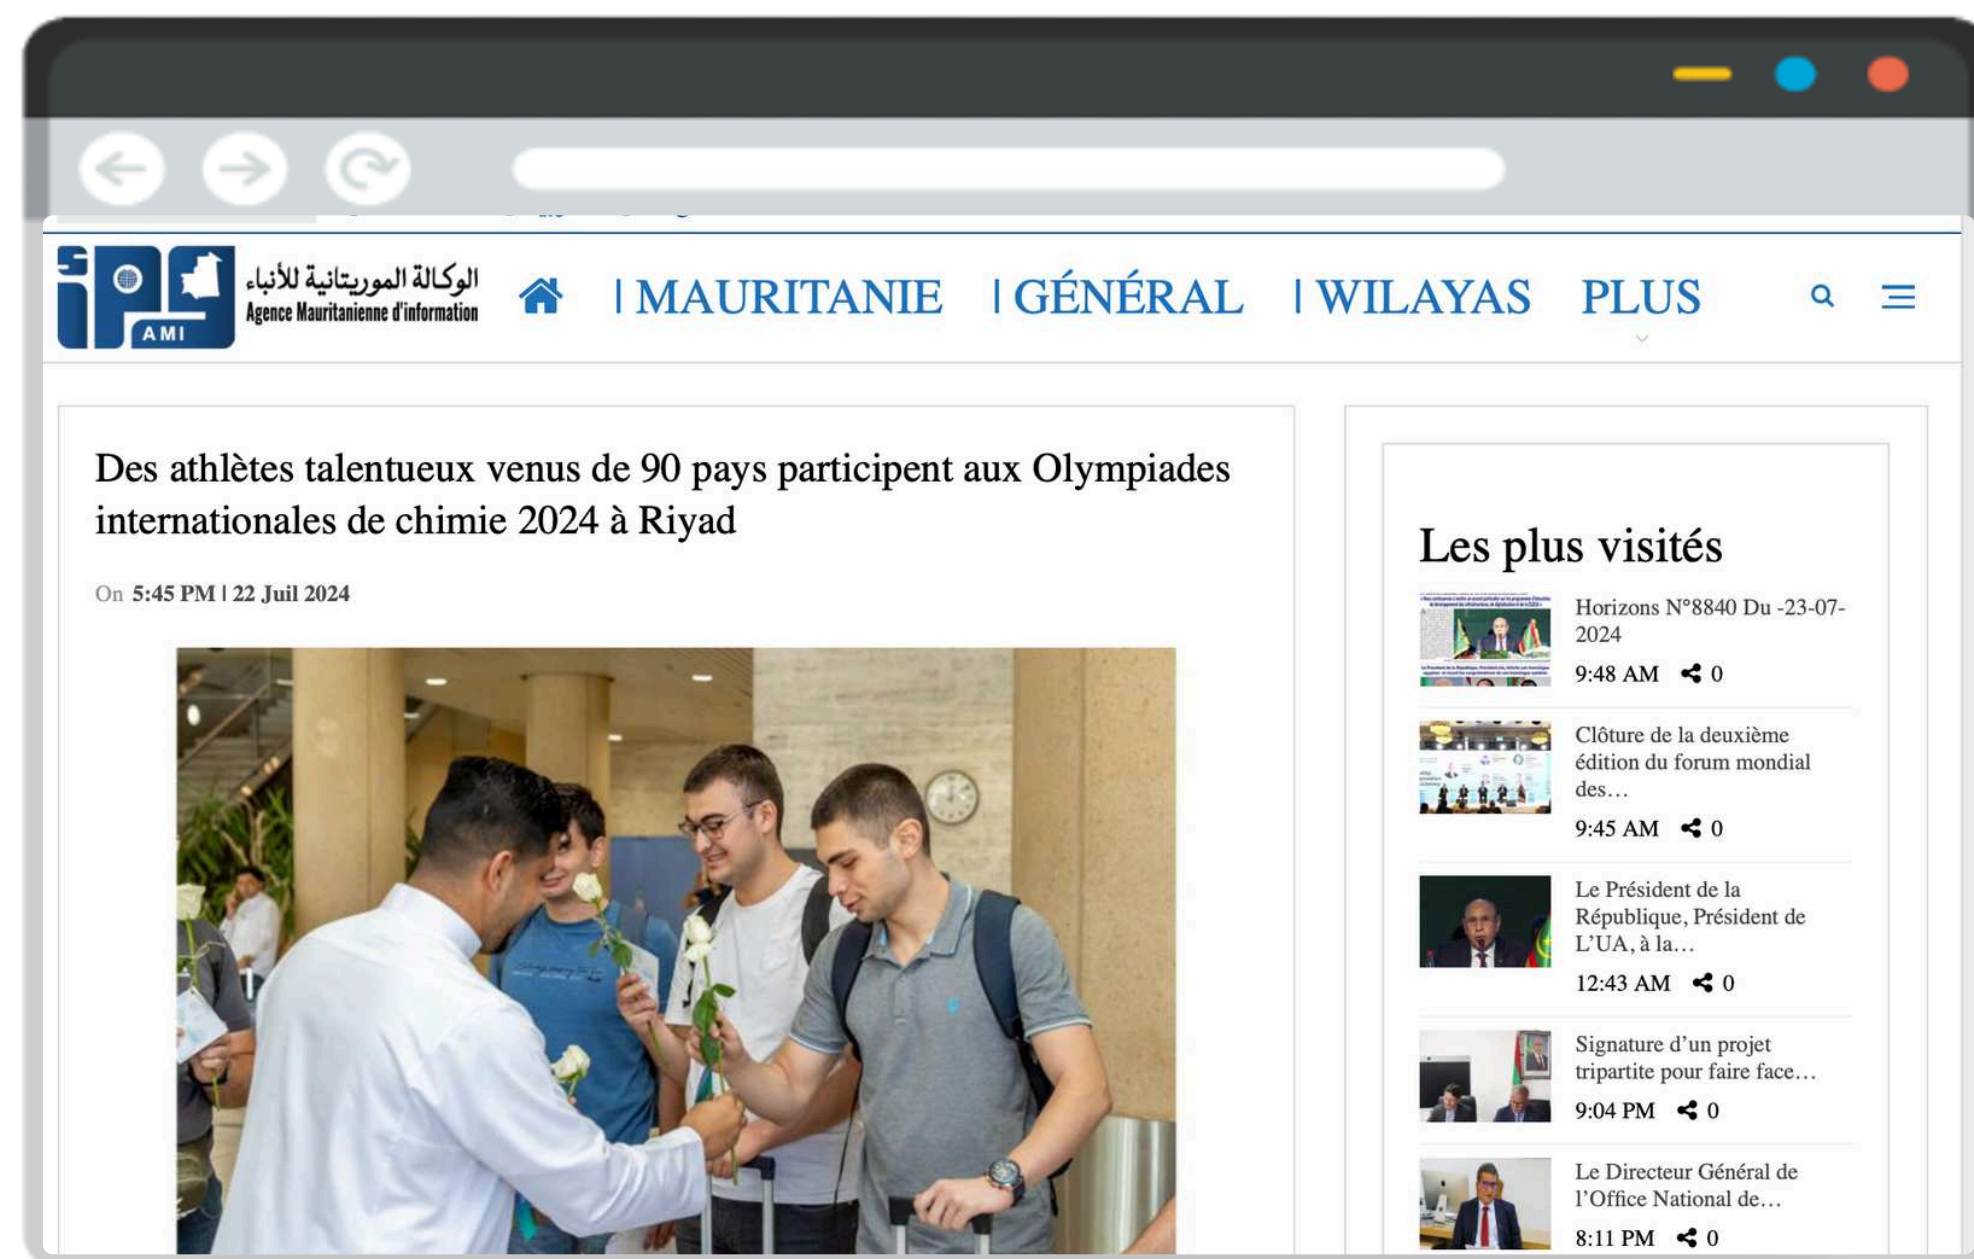 الوكالة الموريتانية للأنباء
Agence Mauritanienne d'information
AMI
| MAURITANIE
| GÉNÉRAL
| WILAYAS
PLUS
Des athlètes talentueux venus de 90 pays participent aux Olympiades
internationales de chimie 2024 à Riyad
On 5:45 PM | 22 Juil 2024
Les plus visités
Horizons N°8840 Du -23-07-
2024
9:48 AM 0
Clôture de la deuxième
édition du forum mondial
des…
9:45 AM 0
Le Président de la
République, Président de
L’UA, à la…
12:43 AM 0
Signature d’un projet
tripartite pour faire face…
9:04 PM 0
Le Directeur Général de
l’Office National de…
8:11 PM 0